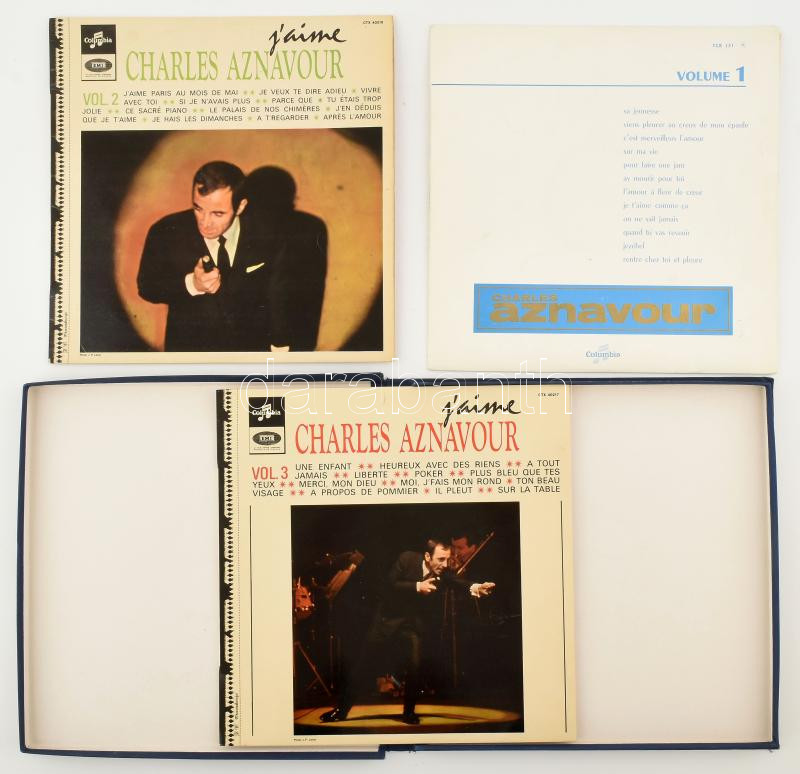 Columbia
EMI
CTX 40216
j'aime
CHARLES AZNAVOUR
VOL. 2
J'AIME PARIS AU MOIS DE MAI ** JE VEUX TE DIRE ADIEU * VIVRE
AVEC TOI ** SI JE N'AVAIS PLUS ** PARCE QUE * TU ÉTAIS TROP
JOLIE ** CE SACRÉ PIANO ** LE PALAIS DE NOS CHIMÈRES * J'EN DÉDUIS
QUE JE T'AIME * JE HAIS LES DIMANCHES * A T'REGARDER * APRÈS L'AMOUR
VOLUME 1
sa jeunesse
viens pleurer au creux de mon épaule
c'est merveilleux l'amour
sur ma vie
pour faire une jam
ay mourir pour toi
l'amour à fleur de cœur
je t'aime comme ça
on ne sait jamais
quand tu vas revenir
jezebel
rentre chez toi et pleure
CHARLES
aznavour
Columbia
darabanth
Columbia
EMI
CTX 40217
j'aime
CHARLES AZNAVOUR
VOL. 3
UNE ENFANT ** HEUREUX AVEC DES RIENS ** A TOUT
JAMAIS ** LIBERTE ** POKER ** PLUS BLEU QUE TES
YEUX ** MERCI, MON DIEU ** MOI, J'FAIS MON ROND * TON BEAU
VISAGE ** A PROPOS DE POMMIER * IL PLEUT ** SUR LA TABLE